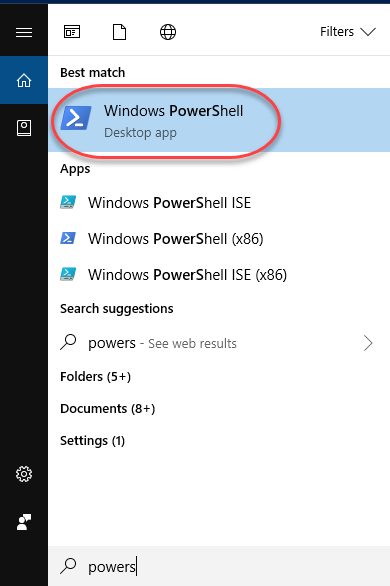 Filters
Best match
Windows PowerShell
Desktop app
Apps
Windows PowerShell ISE
Windows PowerShell (x86)
Windows PowerShell ISE (x86)
Search suggestions
powers - See web results
Folders (5+)
Documents (8+)
Settings (1)
powers